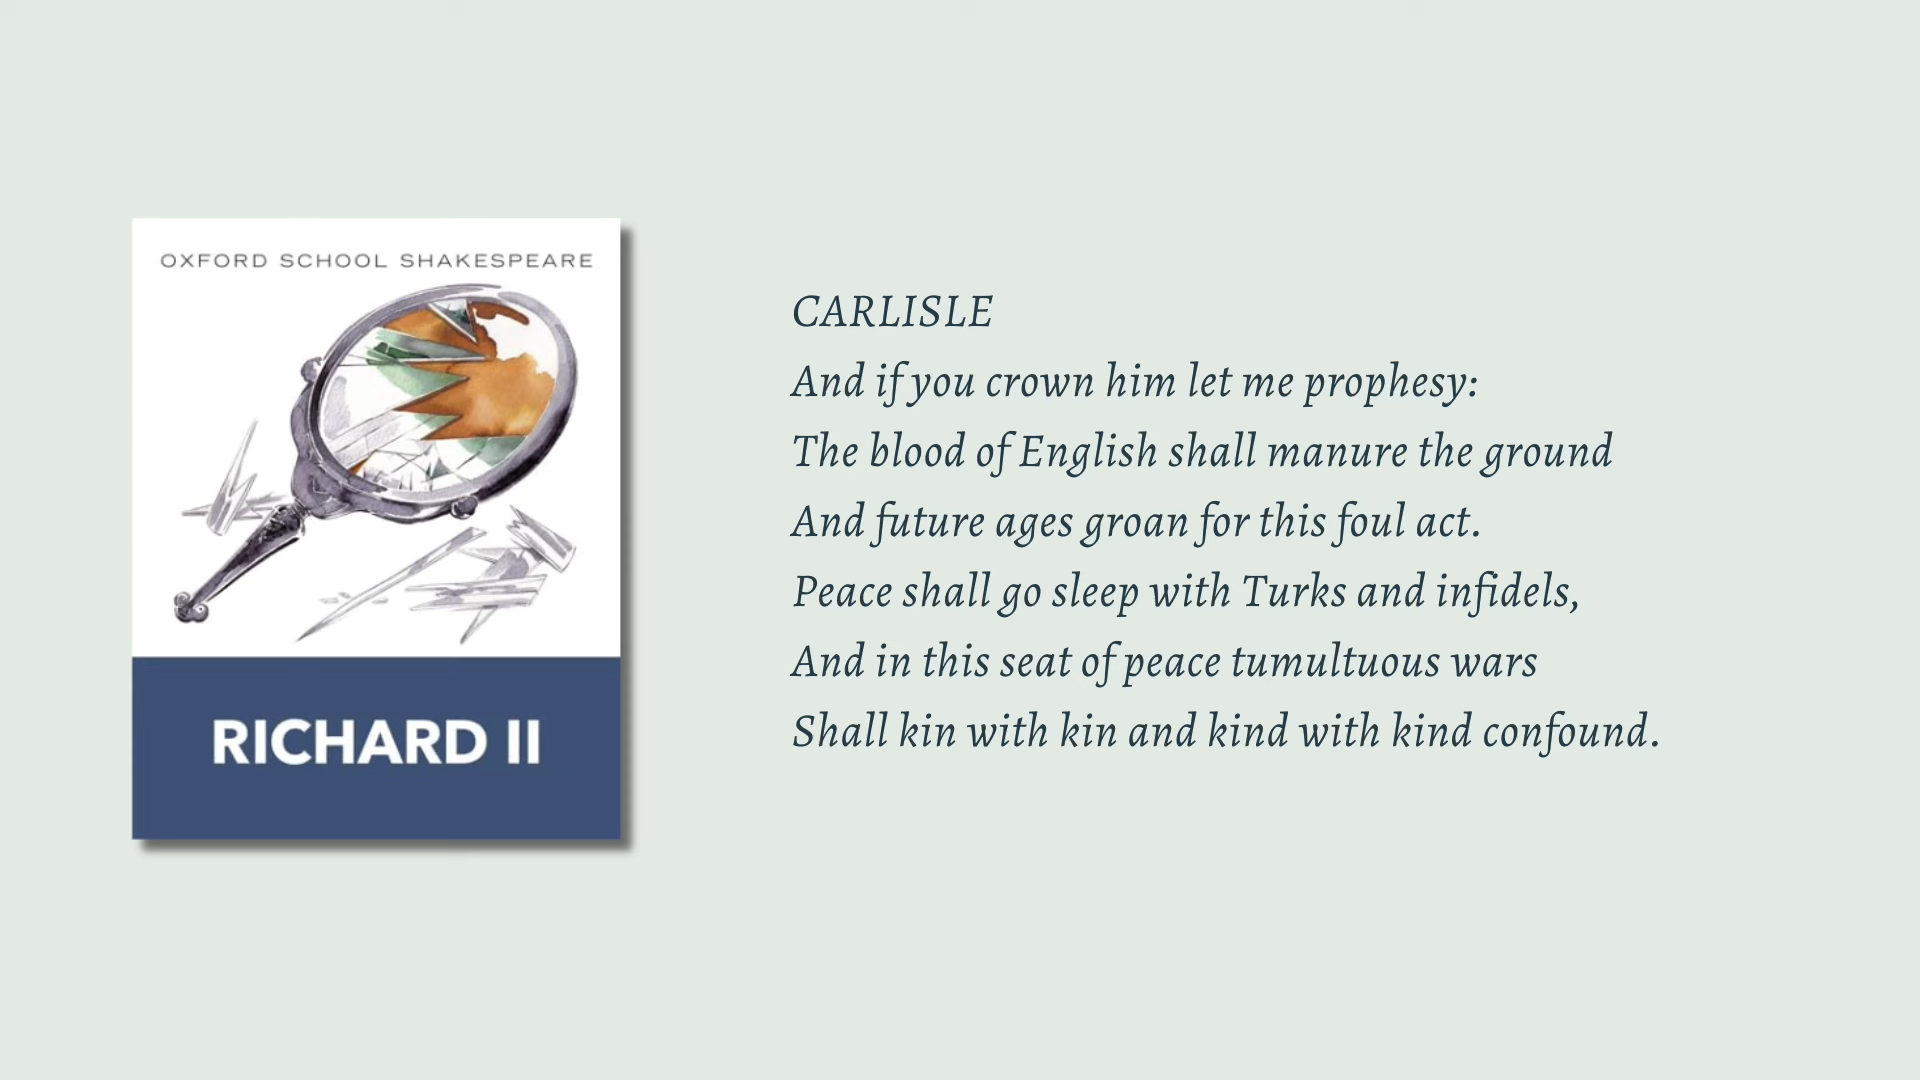 OXFORD SCHOOL SHAKESPEARE
RICHARD II
CARLISLE
And if you crown him let me prophesy:
The blood of English shall manure the ground
And future ages groan for this foul act.
Peace shall go sleep with Turks and infidels,
And in this seat of peace tumultuous wars
Shall kin with kin and kind with kind confound.